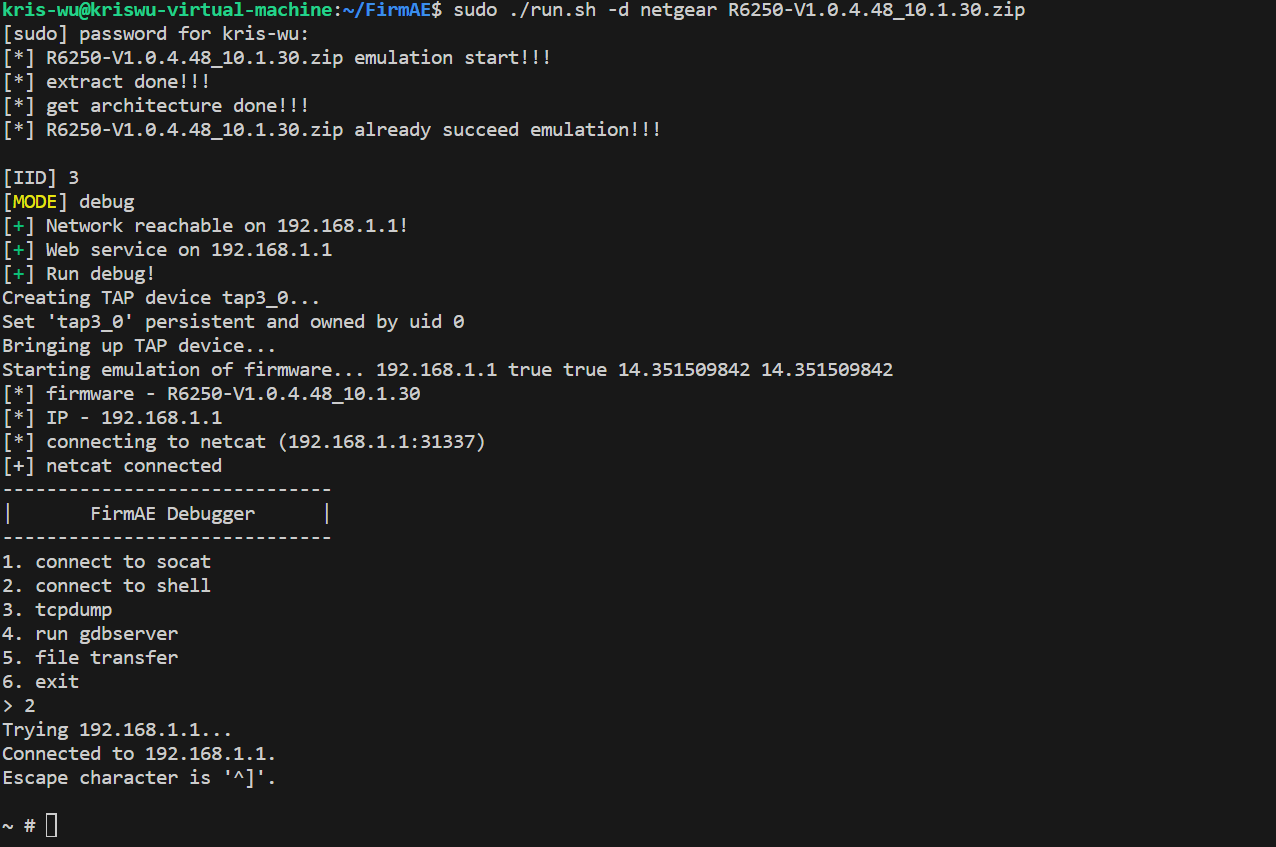 kris-wu@kriswu-virtual-machine:~/FirmAE$ sudo ./run.sh -d netgear R6250-V1.0.4.48_10.1.30.zip
[sudo] password for kris-wu:
[*] R6250-V1.0.4.48_10.1.30.zip emulation start!!!
[*] extract done!!!
[*] get architecture done!!!
[*] R6250-V1.0.4.48_10.1.30.zip already succeed emulation!!!
[IID] 3
[MODE] debug
[+] Network reachable on 192.168.1.1!
[+] Web service on 192.168.1.1
[+] Run debug!
Creating TAP device tap3_0...
Set 'tap3_0' persistent and owned by uid 0
Bringing up TAP device...
Starting emulation of firmware... 192.168.1.1 true true 14.351509842 14.351509842
[*] firmware - R6250-V1.0.4.48_10.1.30
[*] IP - 192.168.1.1
[*] connecting to netcat (192.168.1.1:31337)
[+] netcat connected
------------------------------
|       FirmAE Debugger      |
------------------------------
1. connect to socat
2. connect to shell
3. tcpdump
4. run gdbserver
5. file transfer
6. exit
> 2
Trying 192.168.1.1...
Connected to 192.168.1.1.
Escape character is '^]'.
~ #